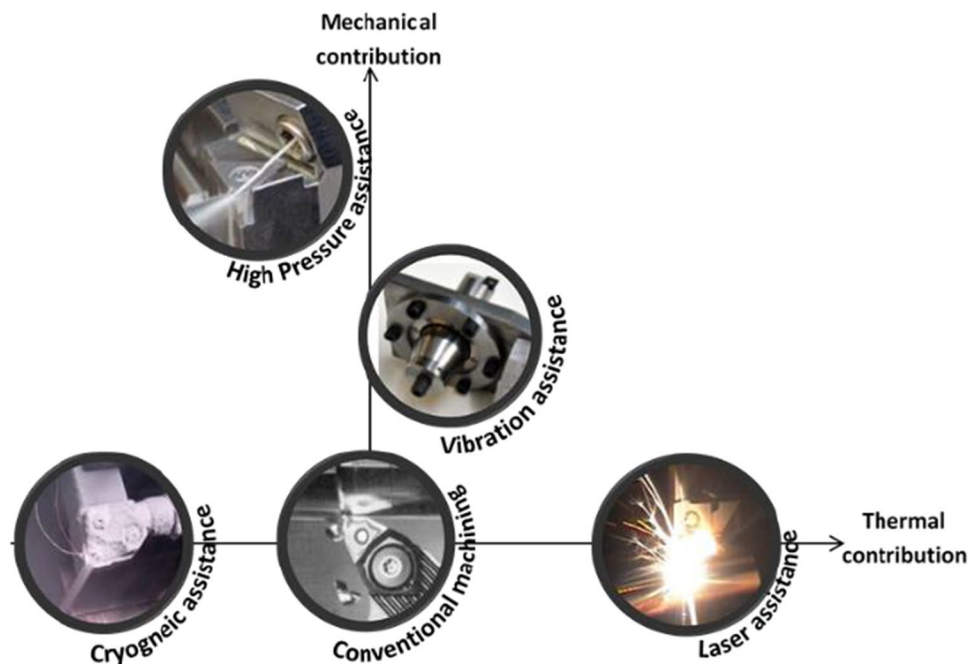 Mechanical
contribution
High Pressure assistance
Vibration assistance
Cryogneic assistance
Conventional machining
Laser assistance
Thermal
contribution